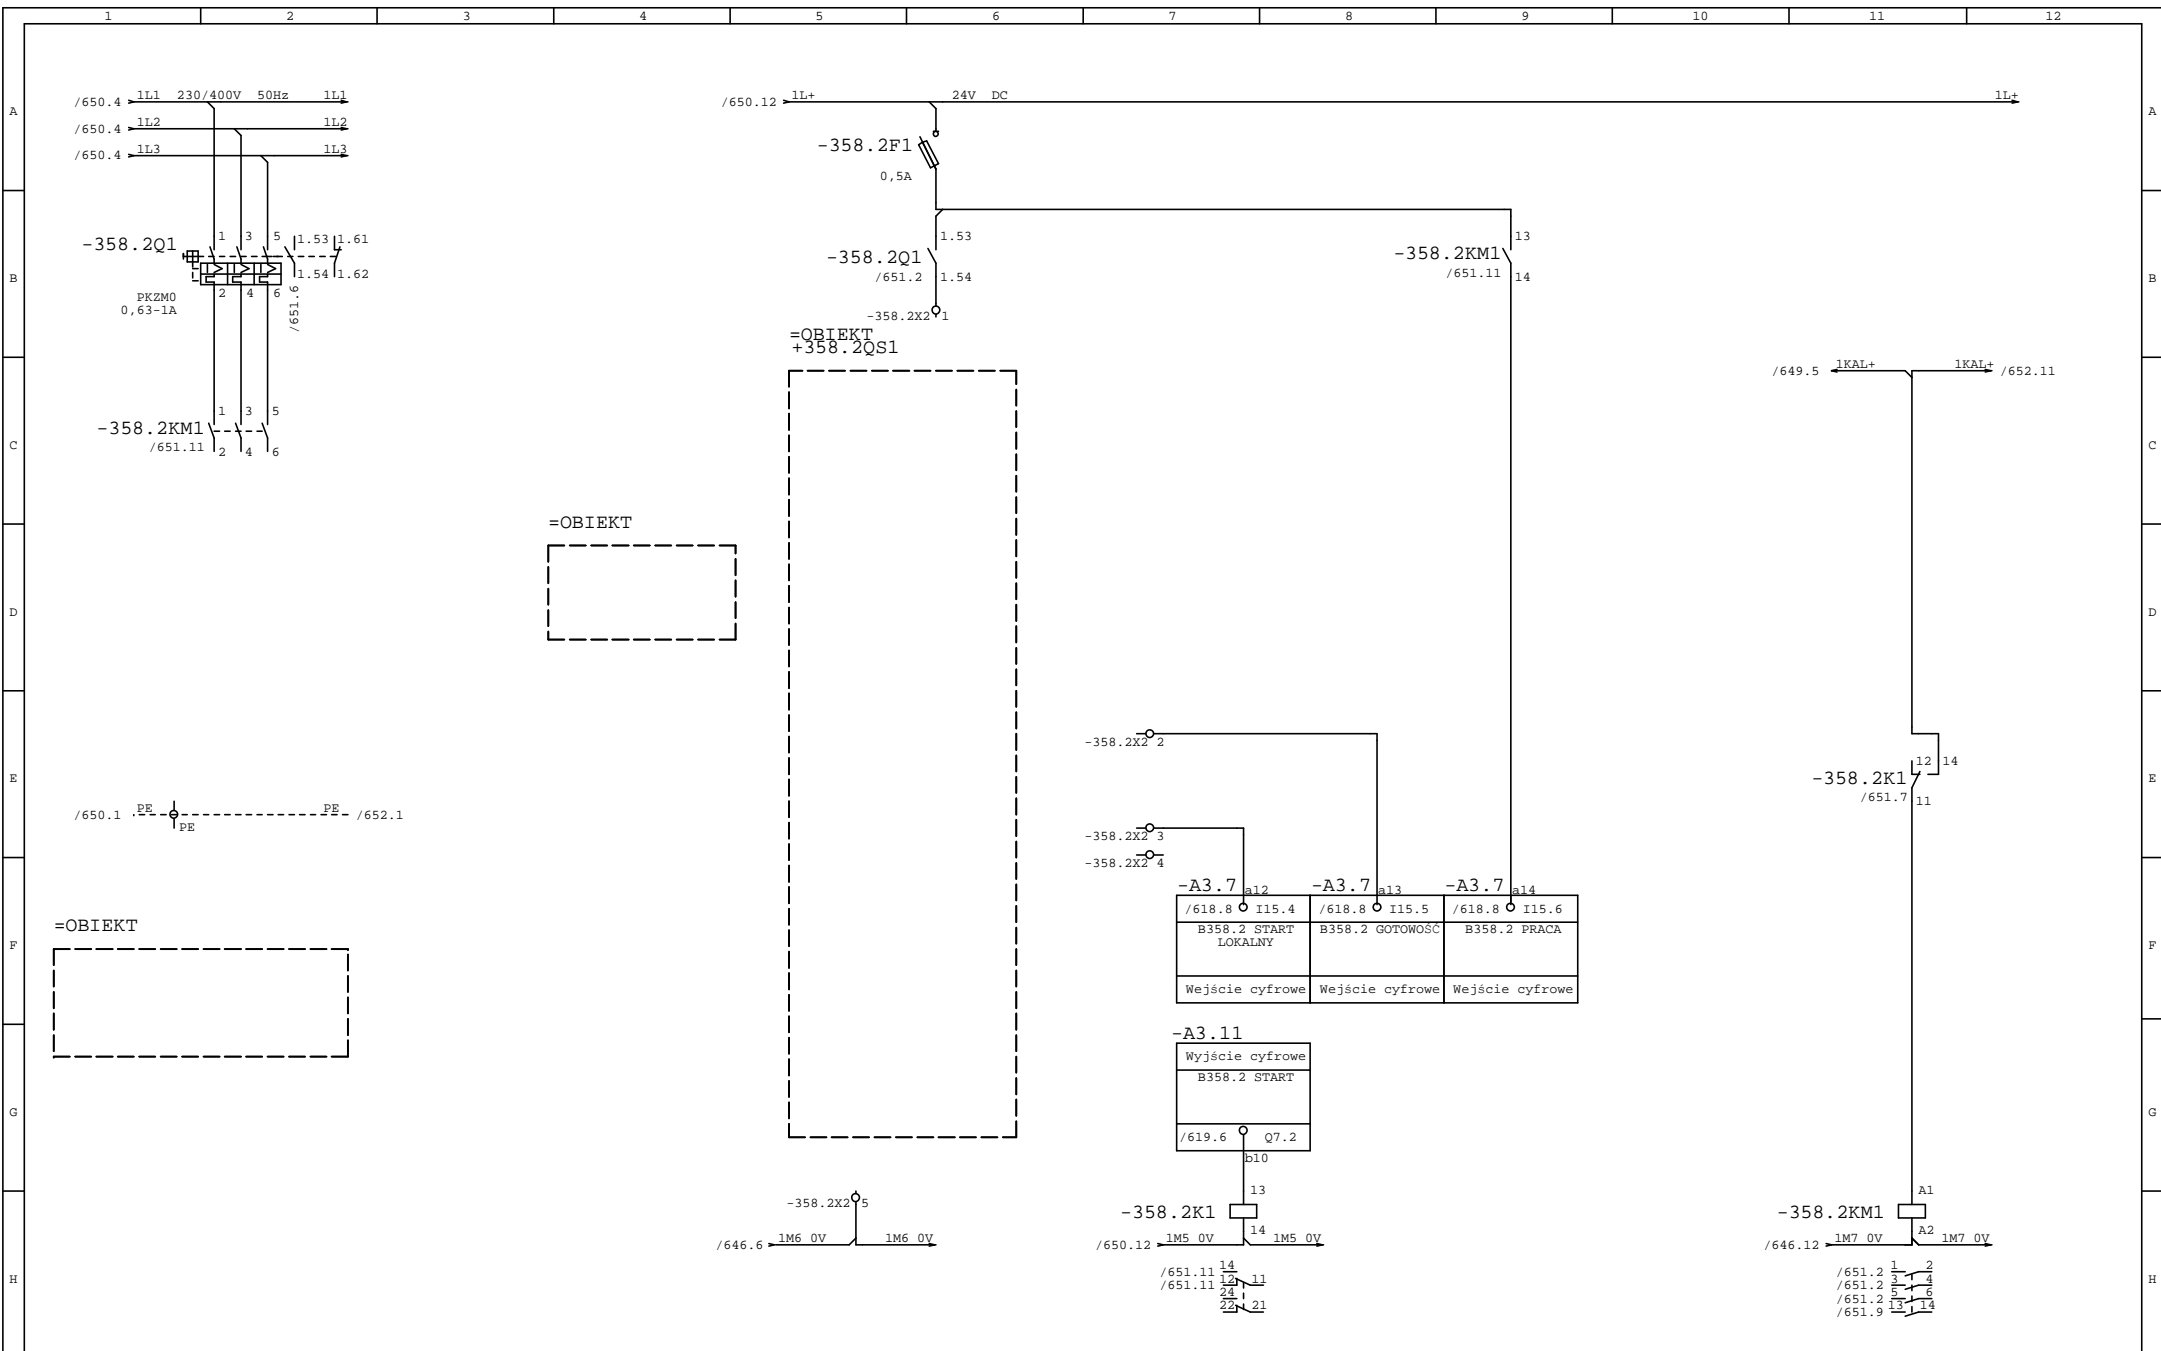 1 2 3 4 5 6 7 8 9 10 11 12
A A
B B
C C
D D
E E
F F
G G
H H
/650.4 1L1 230/400V 50Hz 1L1
/650.4 1L2 1L2
/650.4 1L3 1L3
-358.2Q1
1 3 5 1.53 1.61
2 4 6 1.54 1.62
PKZM0
0,63-1A
/651.6
-358.2KM1
/651.11
1 3 5
2 4 6
/650.1 PE PE /652.1
PE
=OBIEKT
=OBIEKT
/650.12 1L+ 24V DC 1L+
-358.2F1
0,5A
-358.2Q1
/651.2
1.53
1.54
-358.2X2 1
=OBIEKT
+358.2QS1
-358.2KM1
/651.11
13
14
-358.2X2 2
-358.2X2 3
-358.2X2 4
-A3.7 a12 -A3.7 a13 -A3.7 a14
/618.8 I15.4 /618.8 I15.5 /618.8 I15.6
B358.2 START B358.2 GOTOWOŚĆ B358.2 PRACA
LOKALNY
Wejście cyfrowe Wejście cyfrowe Wejście cyfrowe
-A3.11
Wyjście cyfrowe
B358.2 START
/619.6 Q7.2
b10
-358.2X2 5
/646.6 1M6 0V 1M6 0V
13
-358.2K1
14
/650.12 1M5 0V 1M5 0V
/651.11 14
/651.11 12 11
24
22 21
/649.5 1KAL+ 1KAL+ /652.11
12 14
-358.2K1
/651.7 11
A1
-358.2KM1
A2
/646.12 1M7 0V 1M7 0V
/651.2 1 2
/651.2 3 4
/651.2 5 6
/651.9 13 14